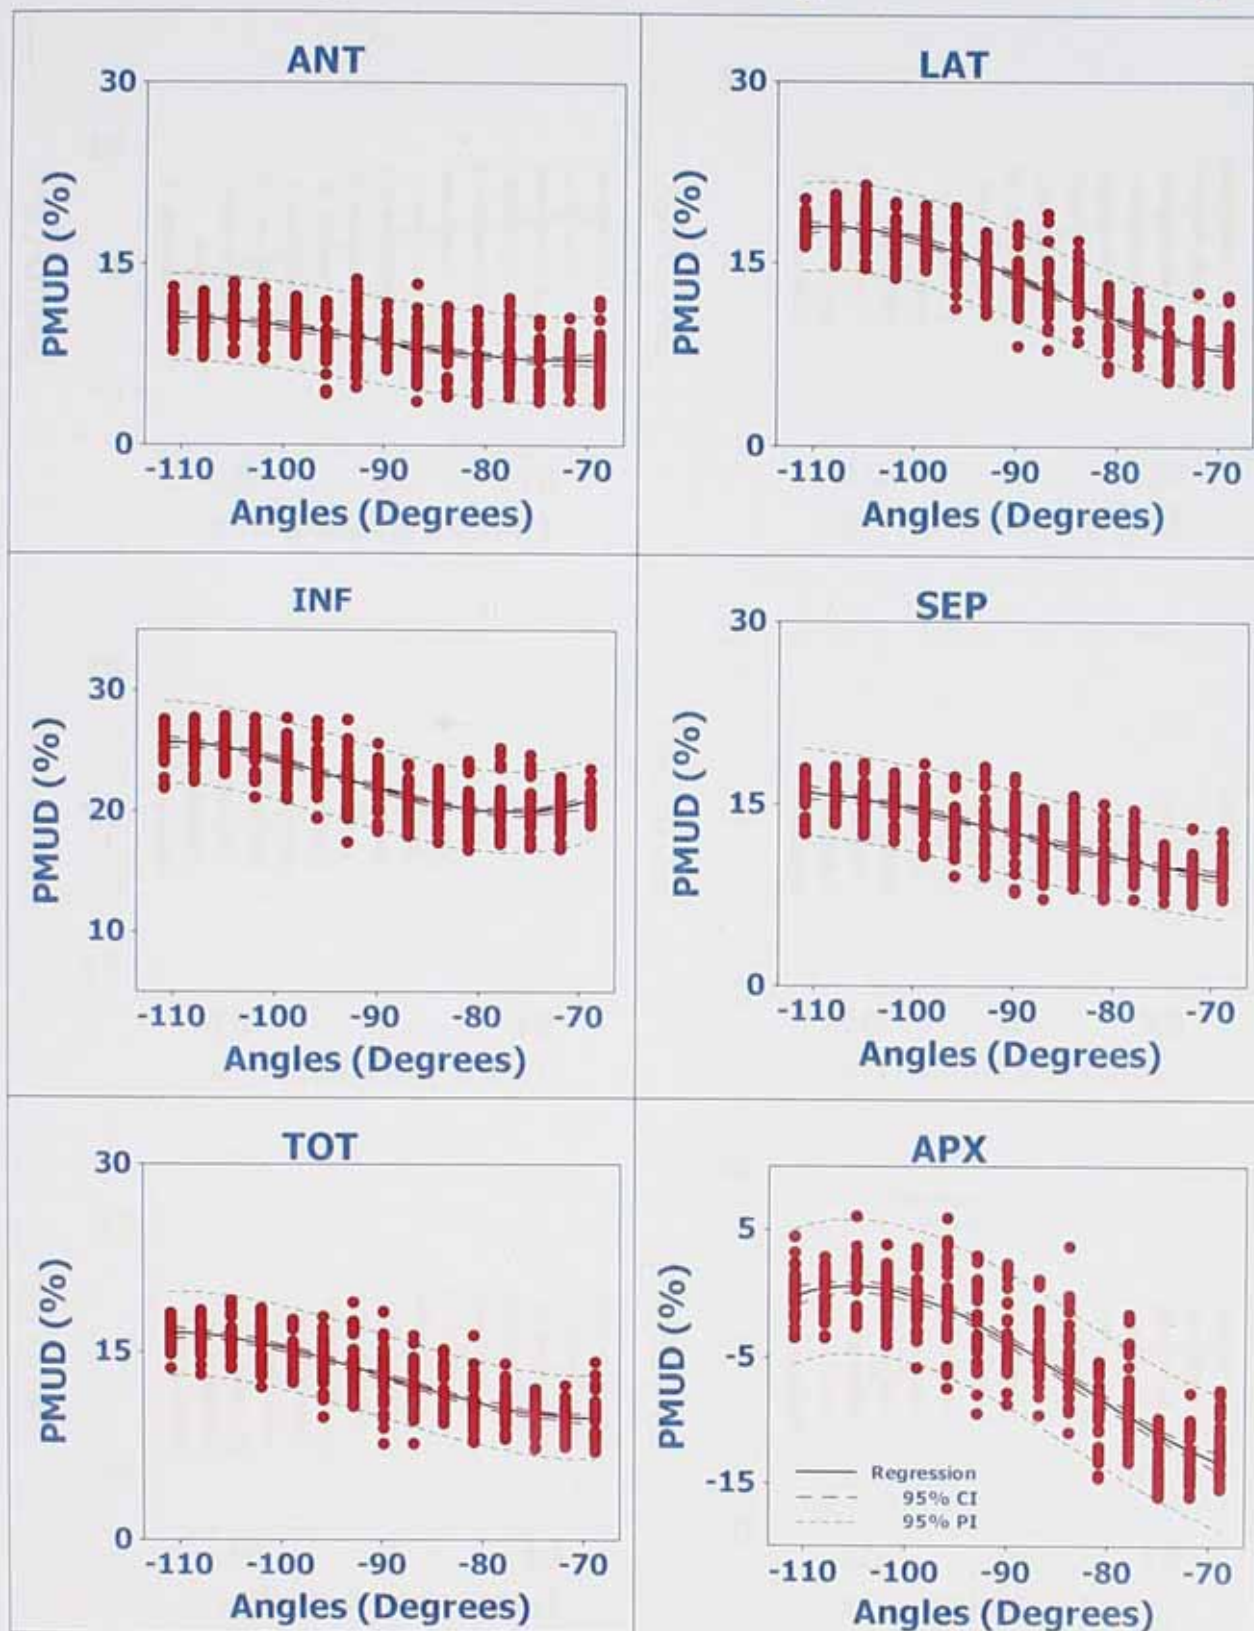 ANT
30
15
0
PMUD (%)
-110 -100 -90 -80 -70
Angles (Degrees)
LAT
30
15
0
PMUD (%)
-110 -100 -90 -80 -70
Angles (Degrees)
INF
30
20
10
PMUD (%)
-110 -100 -90 -80 -70
Angles (Degrees)
SEP
30
15
0
PMUD (%)
-110 -100 -90 -80 -70
Angles (Degrees)
TOT
30
15
0
PMUD (%)
-110 -100 -90 -80 -70
Angles (Degrees)
APX
5
-5
-15
PMUD (%)
Regression
95% CI
95% PI
-110 -100 -90 -80 -70
Angles (Degrees)